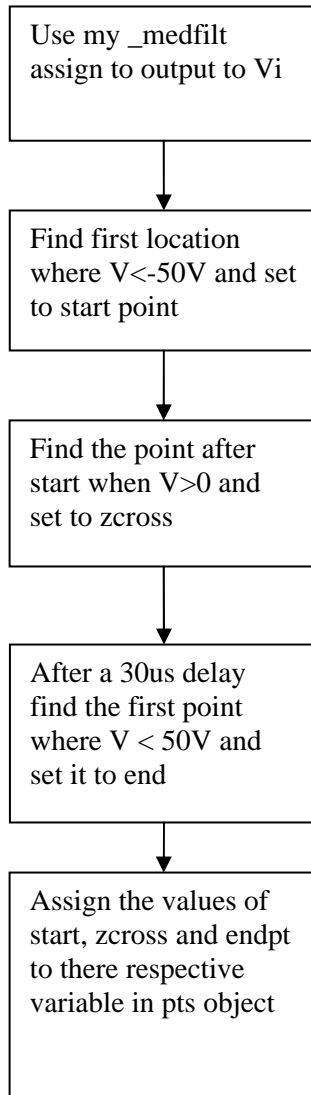 Use my _medfilt
assign to output to Vi
Find first location
where V<-50V and set
to start point
Find the point after
start when V>0 and
set to zcross
After a 30us delay
find the first point
where V < 50V and
set it to end
Assign the values of
start, zcross and endpt
to there respective
variable in pts object